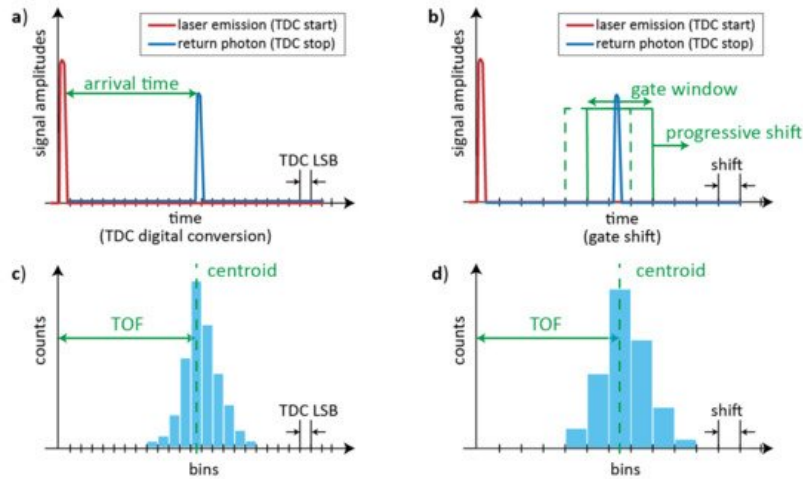 a)
laser emission (TDC start)
return photon (TDC stop)
signal amplitudes
arrival time
TDC LSB
time
(TDC digital conversion)
b)
laser emission (TDC start)
return photon (TDC stop)
signal amplitudes
gate window
progressive shift
shift
time
(gate shift)
c)
centroid
TOF
counts
TDC LSB
bins
d)
centroid
TOF
counts
shift
bins